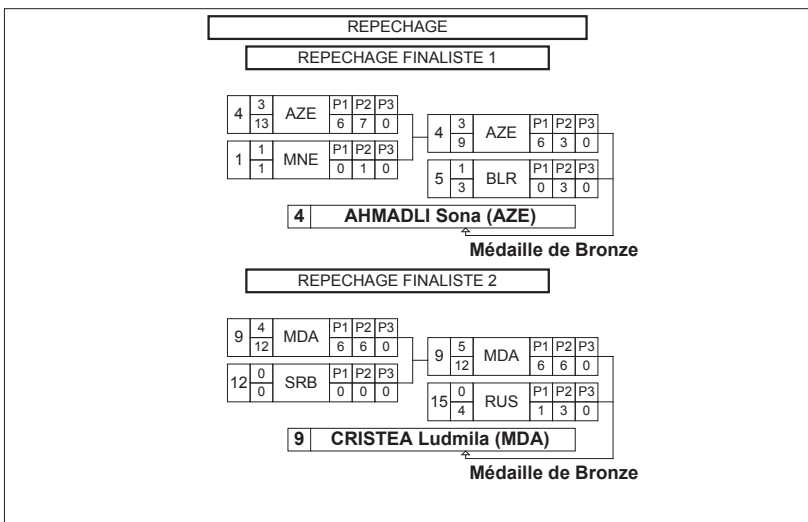 REPECHAGE
REPECHAGE FINALISTE 1
4 3 13 AZE P1 P2 P3 6 7 0
1 1 1 MNE P1 P2 P3 0 1 0
4 3 9 AZE P1 P2 P3 6 3 0
5 1 3 BLR P1 P2 P3 0 3 0
4 AHMADLI Sona (AZE)
Médaille de Bronze
REPECHAGE FINALISTE 2
9 4 12 MDA P1 P2 P3 6 6 0
12 0 0 SRB P1 P2 P3 0 0 0
9 5 12 MDA P1 P2 P3 6 6 0
15 0 4 RUS P1 P2 P3 1 3 0
9 CRISTEA Ludmila (MDA)
Médaille de Bronze